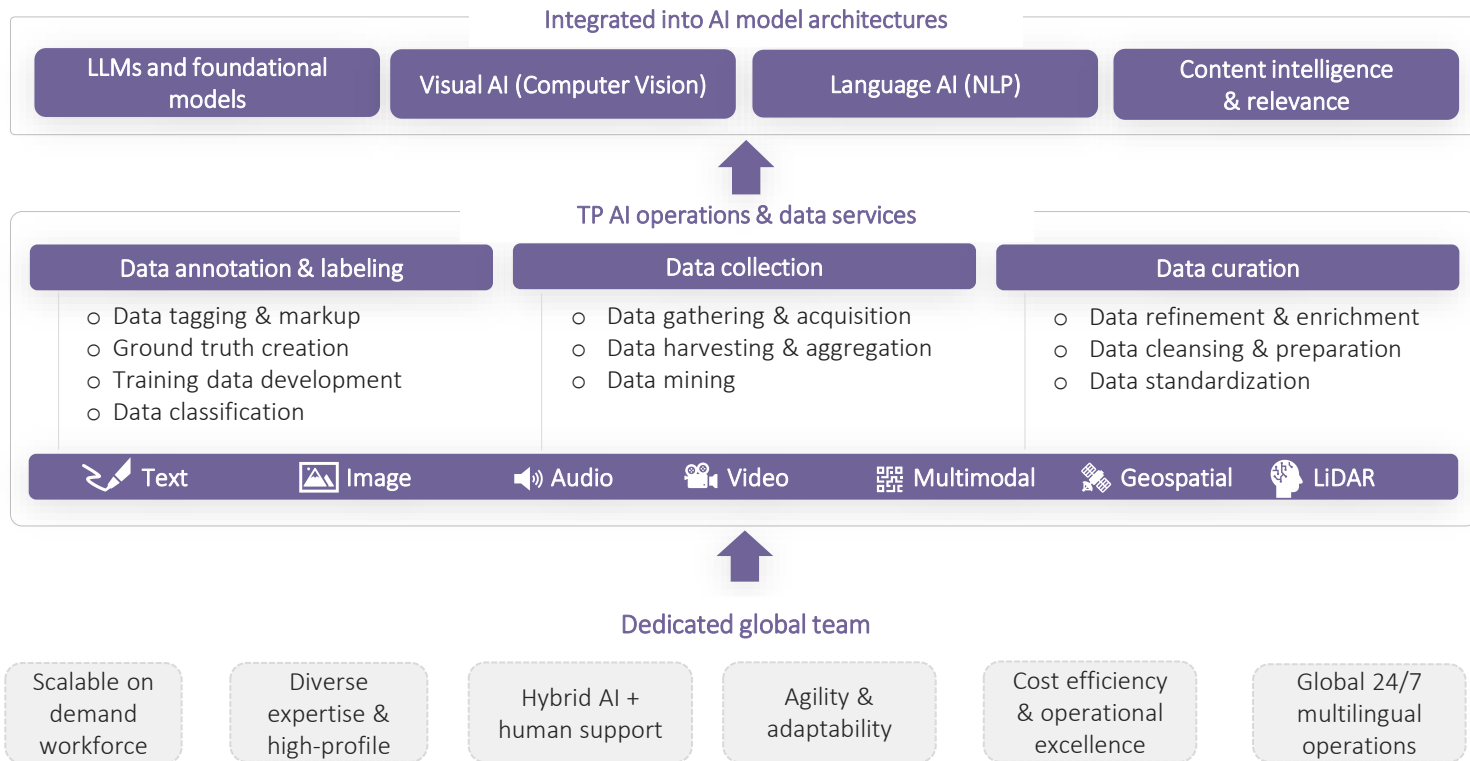 Integrated into AI model architectures
LLMs and foundational
models
Visual AI (Computer Vision)
Language AI (NLP)
Content intelligence
& relevance
TP AI operations & data services
Data annotation & labeling
Data collection
Data curation
Data tagging & markup
Ground truth creation
Training data development
Data classification
Data gathering & acquisition
Data harvesting & aggregation
Data mining
Data refinement & enrichment
Data cleansing & preparation
Data standardization
Text
Image
Audio
Video
Multimodal
Geospatial
LiDAR
Dedicated global team
Scalable on
demand
workforce
Diverse
expertise &
high-profile
Hybrid AI +
human support
Agility &
adaptability
Cost efficiency
& operational
excellence
Global 24/7
multilingual
operations